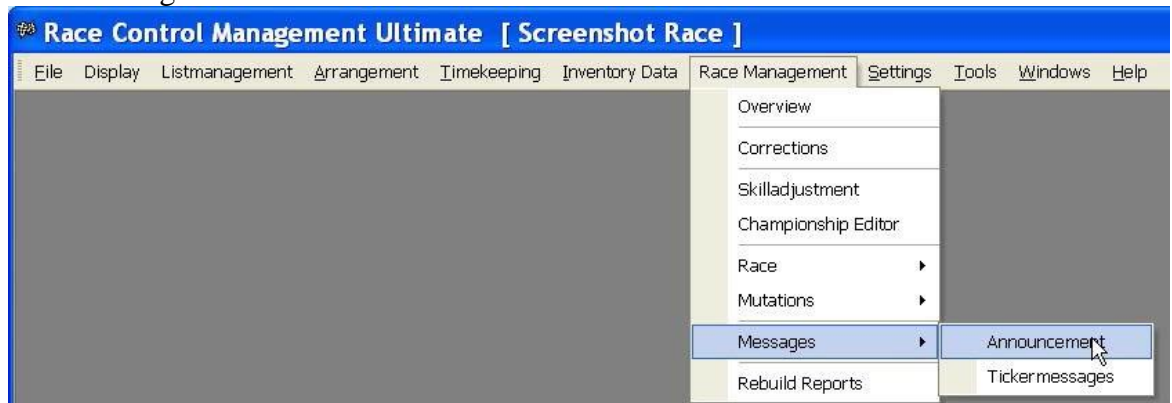 Race Control Management Ultimate [ Screenshot Race ]
File Display Listmanagement Arrangement Timekeeping Inventory Data Race Management Settings Tools Windows Help
Overview
Corrections
Skilladjustment
Championship Editor
Race
Mutations
Messages
Announcement
Tickermessages
Rebuild Reports